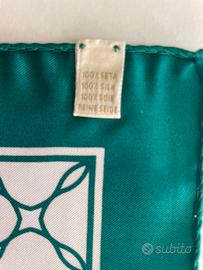 100% SETA
100% SILK
100% SOIE
REINE SEIDE
subito